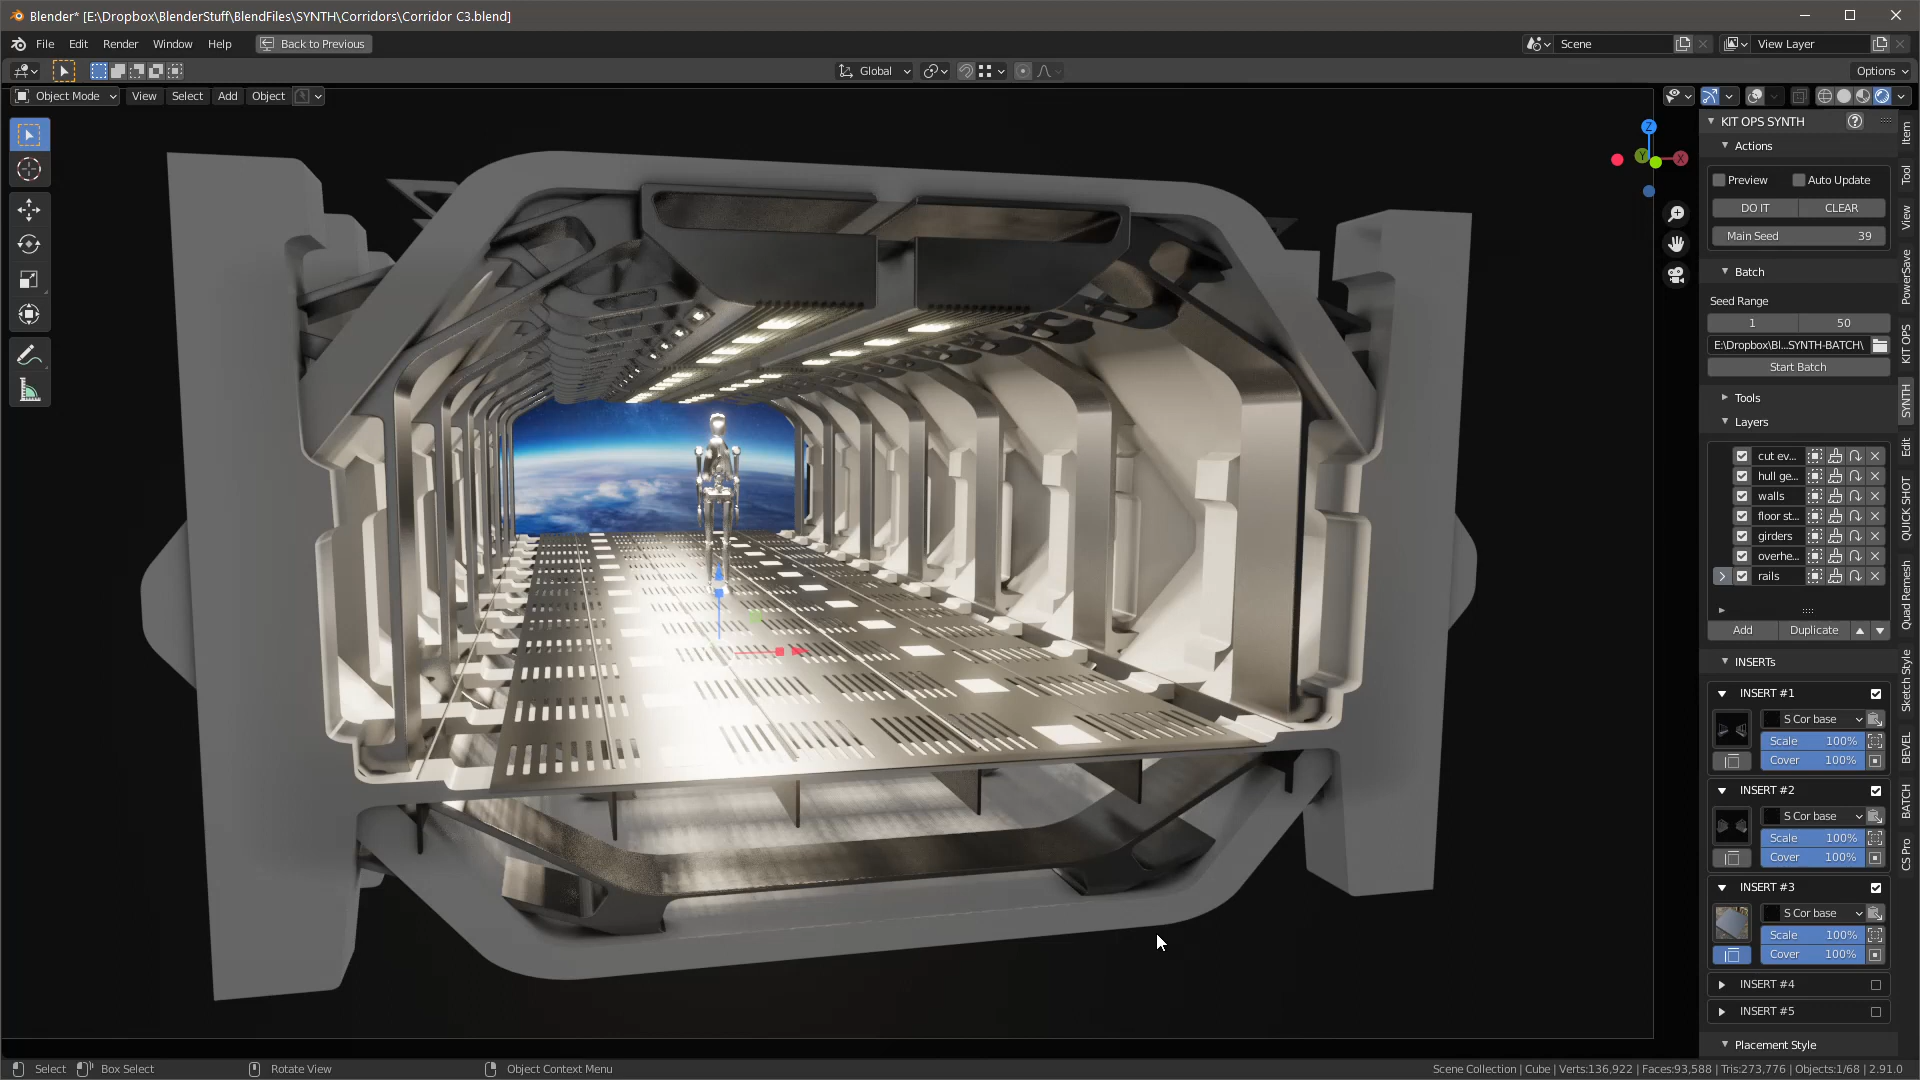 Blender* [E:\Dropbox\BlenderStuff\BlendFiles\SYNTH\Corridors\Corridor C3.blend]
File Edit Render Window Help Back to Previous Scene View Layer
Global Options
Object Mode View Select Add Object
Z
Y X
KIT OPS SYNTH
Actions
Preview Auto Update
DO IT CLEAR
Main Seed 39
Batch
Seed Range
1 50
E:\Dropbox\Bl...SYNTH-BATCH\
Start Batch
Tools
Layers
cut ev...
hull ge...
walls
floor st...
girders
overhe...
rails
Add Duplicate
INSERTs
INSERT #1
S Cor base
Scale 100%
Cover 100%
INSERT #2
S Cor base
Scale 100%
Cover 100%
INSERT #3
S Cor base
Scale 100%
Cover 100%
INSERT #4
INSERT #5
Placement Style
Item
Tool
View
PowerSave
KIT OPS
SYNTH
Edit
QUICK SHOT
Quad Remesh
Sketch Style
BEVEL
BATCH
CS Pro
Select Box Select Rotate View Object Context Menu Scene Collection | Cube | Verts:136,922 | Faces:93,588 | Tris:273,776 | Objects:1/68 | 2.91.0